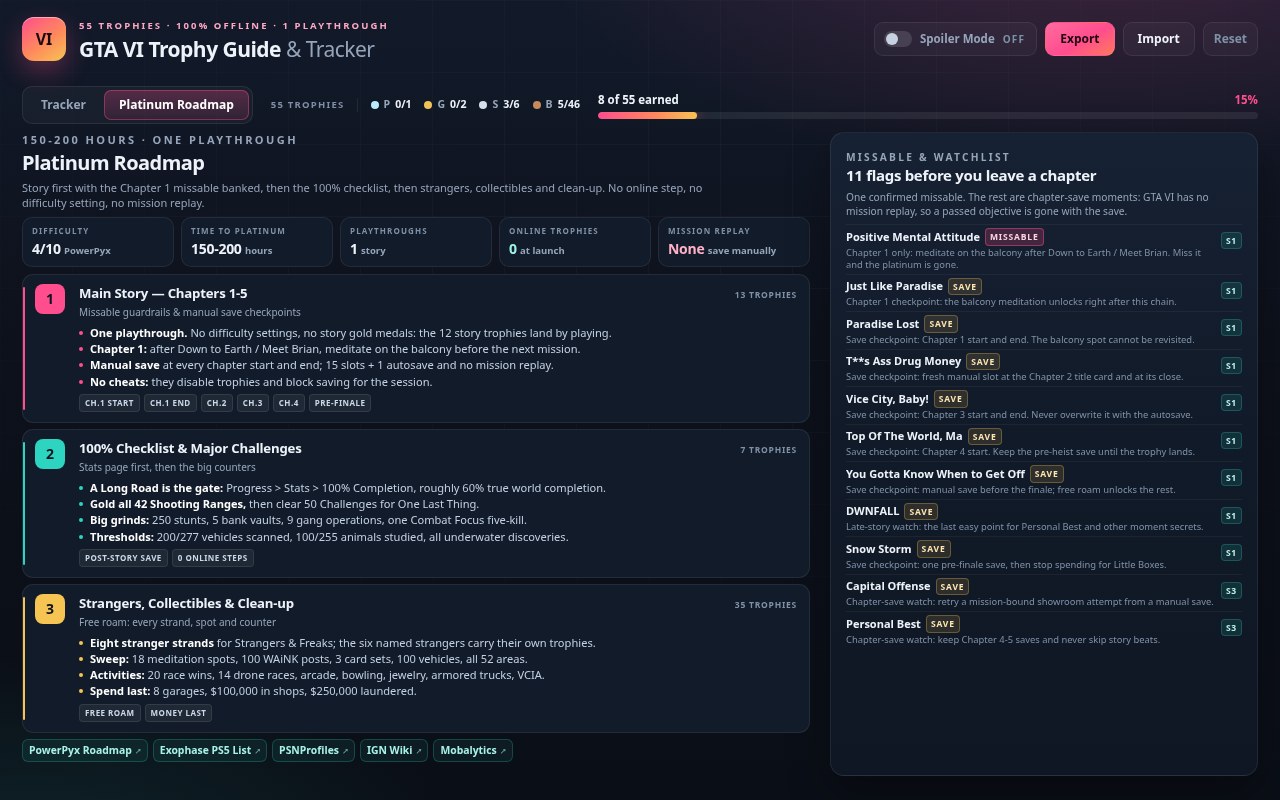 VI
55 TROPHIES · 100% OFFLINE · 1 PLAYTHROUGH
GTA VI Trophy Guide & Tracker
Spoiler Mode OFF
Export
Import
Reset
Tracker
Platinum Roadmap
55 TROPHIES
P 0/1
G 0/2
S 3/6
B 5/46
8 of 55 earned
15%
150-200 HOURS · ONE PLAYTHROUGH
Platinum Roadmap
Story first with the Chapter 1 missable banked, then the 100% checklist, then strangers, collectibles and clean-up. No online step, no
difficulty setting, no mission replay.
DIFFICULTY
4/10 PowerPyx
TIME TO PLATINUM
150-200 hours
PLAYTHROUGHS
1 story
ONLINE TROPHIES
0 at launch
MISSION REPLAY
None save manually
1
Main Story — Chapters 1-5
13 TROPHIES
Missable guardrails & manual save checkpoints
• One playthrough. No difficulty settings, no story gold medals: the 12 story trophies land by playing.
• Chapter 1: after Down to Earth / Meet Brian, meditate on the balcony before the next mission.
• Manual save at every chapter start and end; 15 slots + 1 autosave and no mission replay.
• No cheats: they disable trophies and block saving for the session.
CH.1 START
CH.1 END
CH.2
CH.3
CH.4
PRE-FINALE
2
100% Checklist & Major Challenges
7 TROPHIES
Stats page first, then the big counters
• A Long Road is the gate: Progress > Stats > 100% Completion, roughly 60% true world completion.
• Gold all 42 Shooting Ranges, then clear 50 Challenges for One Last Thing.
• Big grinds: 250 stunts, 5 bank vaults, 9 gang operations, one Combat Focus five-kill.
• Thresholds: 200/277 vehicles scanned, 100/255 animals studied, all underwater discoveries.
POST-STORY SAVE
0 ONLINE STEPS
3
Strangers, Collectibles & Clean-up
35 TROPHIES
Free roam: every strand, spot and counter
• Eight stranger strands for Strangers & Freaks; the six named strangers carry their own trophies.
• Sweep: 18 meditation spots, 100 WAiNK posts, 3 card sets, 100 vehicles, all 52 areas.
• Activities: 20 race wins, 14 drone races, arcade, bowling, jewelry, armored trucks, VCIA.
• Spend last: 8 garages, $100,000 in shops, $250,000 laundered.
FREE ROAM
MONEY LAST
PowerPyx Roadmap ↗
Exophase PS5 List ↗
PSNProfiles ↗
IGN Wiki ↗
Mobalytics ↗
MISSABLE & WATCHLIST
11 flags before you leave a chapter
One confirmed missable. The rest are chapter-save moments: GTA VI has no
mission replay, so a passed objective is gone with the save.
Positive Mental Attitude MISSABLE
S1
Chapter 1 only: meditate on the balcony after Down to Earth / Meet Brian. Miss it
and the platinum is gone.
Just Like Paradise SAVE
S1
Chapter 1 checkpoint: the balcony meditation unlocks right after this chain.
Paradise Lost SAVE
S1
Save checkpoint: Chapter 1 start and end. The balcony spot cannot be revisited.
T**s Ass Drug Money SAVE
S1
Save checkpoint: fresh manual slot at the Chapter 2 title card and at its close.
Vice City, Baby! SAVE
S1
Save checkpoint: Chapter 3 start and end. Never overwrite it with the autosave.
Top Of The World, Ma SAVE
S1
Save checkpoint: Chapter 4 start. Keep the pre-heist save until the trophy lands.
You Gotta Know When to Get Off SAVE
S1
Save checkpoint: manual save before the finale; free roam unlocks the rest.
DWNFALL SAVE
S1
Late-story watch: the last easy point for Personal Best and other moment secrets.
Snow Storm SAVE
S1
Save checkpoint: one pre-finale save, then stop spending for Little Boxes.
Capital Offense SAVE
S3
Chapter-save watch: retry a mission-bound showroom attempt from a manual save.
Personal Best SAVE
S3
Chapter-save watch: keep Chapter 4-5 saves and never skip story beats.